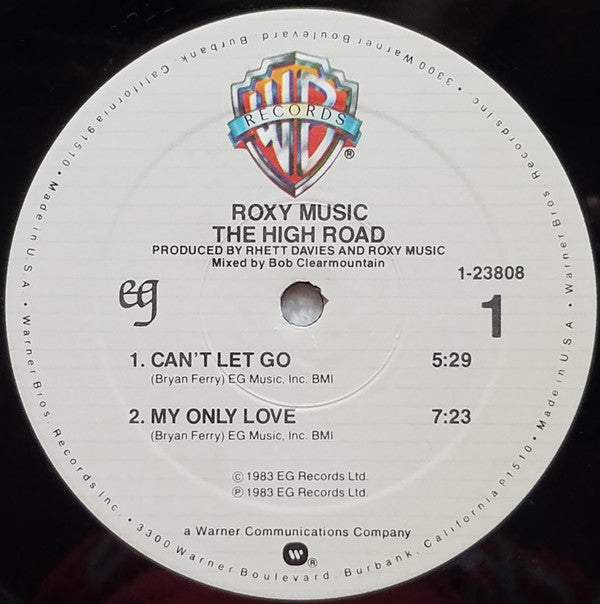 WB
RECORDS
®
ROXY MUSIC
THE HIGH ROAD
PRODUCED BY RHETT DAVIES AND ROXY MUSIC
Mixed by Bob Clearmountain
eg
1-23808
1
1. CAN'T LET GO 5:29
(Bryan Ferry) EG Music, Inc. BMI
2. MY ONLY LOVE 7:23
(Bryan Ferry) EG Music, Inc. BMI
© 1983 EG Records Ltd.
℗ 1983 EG Records Ltd.
a Warner Communications Company
®
Warner Bros. Records Inc. • 3300 Warner Boulevard, Burbank, California 91510 • Made in U.S.A. •
Warner Bros. Records Inc. • 3300 Warner Boulevard, Burbank, California 91510 • Made in U.S.A. •